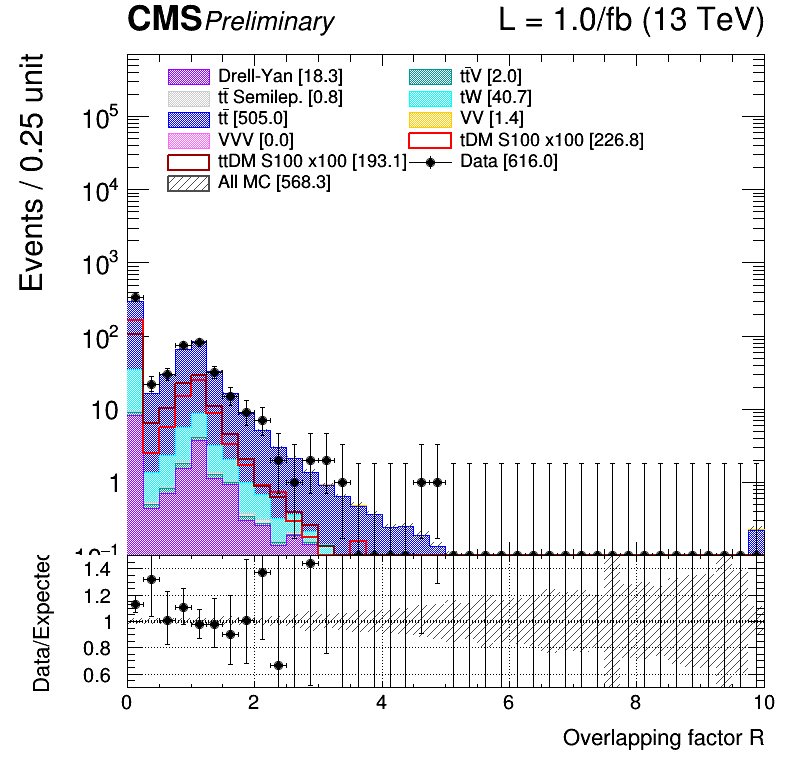 CMS Preliminary L = 1.0/fb (13 TeV)
Events / 0.25 unit
Drell-Yan [18.3]
tt̄V [2.0]
tt̄ Semilep. [0.8]
tW [40.7]
tt̄ [505.0]
VV [1.4]
VVV [0.0]
tDM S100 x100 [226.8]
ttDM S100 x100 [193.1]
Data [616.0]
All MC [568.3]
10⁵
10⁴
10³
10²
10
1
10⁻¹
Data/Expected
1.4
1.2
1
0.8
0.6
0 2 4 6 8 10
Overlapping factor R